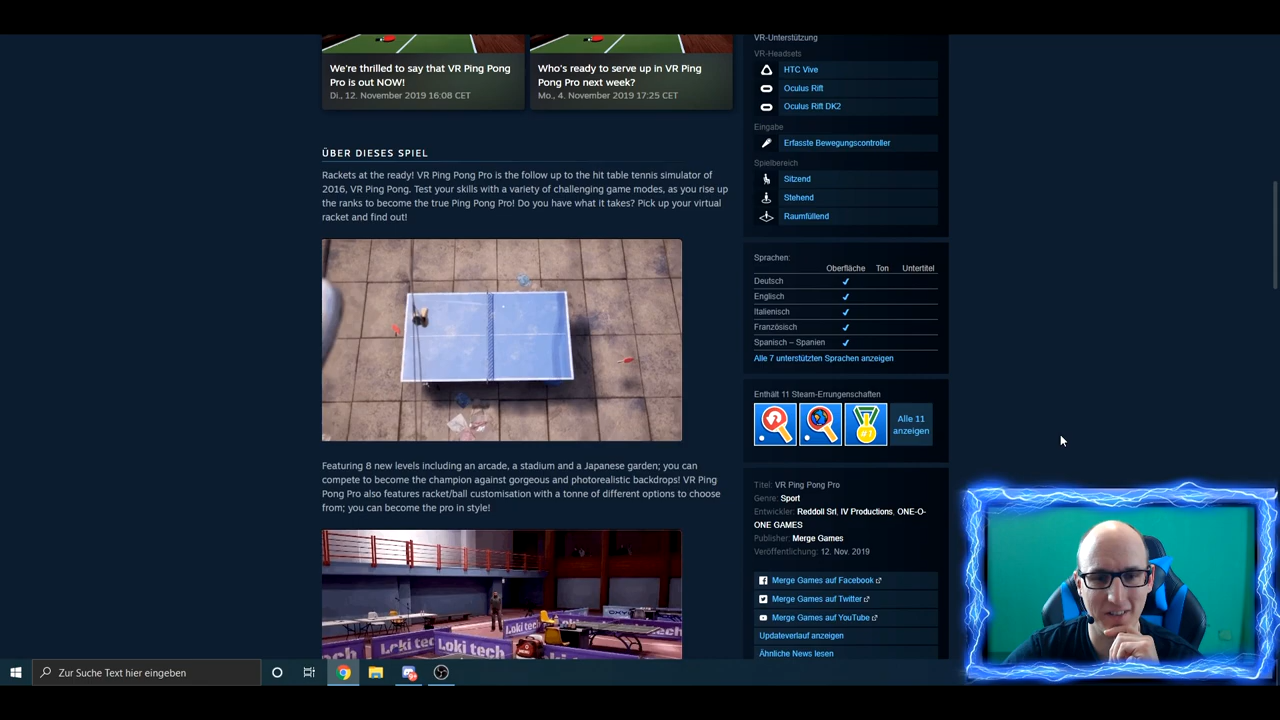 We're thrilled to say that VR Ping Pong
Pro is out NOW!
Di., 12. November 2019 16:08 CET
Who's ready to serve up in VR Ping
Pong Pro next week?
Mo., 4. November 2019 17:25 CET
ÜBER DIESES SPIEL
Rackets at the ready! VR Ping Pong Pro is the follow up to the hit table tennis simulator of
2016, VR Ping Pong. Test your skills with a variety of challenging game modes, as you rise up
the ranks to become the true Ping Pong Pro! Do you have what it takes? Pick up your virtual
racket and find out!
Featuring 8 new levels including an arcade, a stadium and a Japanese garden; you can
compete to become the champion against gorgeous and photorealistic backdrops! VR Ping
Pong Pro also features racket/ball customisation with a tonne of different options to choose
from; you can become the pro in style!
Loki tech
Loki tech
VR-Unterstützung
VR-Headsets
HTC Vive
Oculus Rift
Oculus Rift DK2
Eingabe
Erfasste Bewegungscontroller
Spielbereich
Sitzend
Stehend
Raumfüllend
Sprachen:
Oberfläche Ton Untertitel
Deutsch ✔
Englisch ✔
Italienisch ✔
Französisch ✔
Spanisch – Spanien ✔
Alle 7 unterstützten Sprachen anzeigen
Enthält 11 Steam-Errungenschaften
Alle 11
anzeigen
Titel: VR Ping Pong Pro
Genre: Sport
Entwickler: Reddoll Srl, IV Productions, ONE-O-
ONE GAMES
Publisher: Merge Games
Veröffentlichung: 12. Nov. 2019
Merge Games auf Facebook
Merge Games auf Twitter
Merge Games auf YouTube
Updateverlauf anzeigen
Ähnliche News lesen
Zur Suche Text hier eingeben